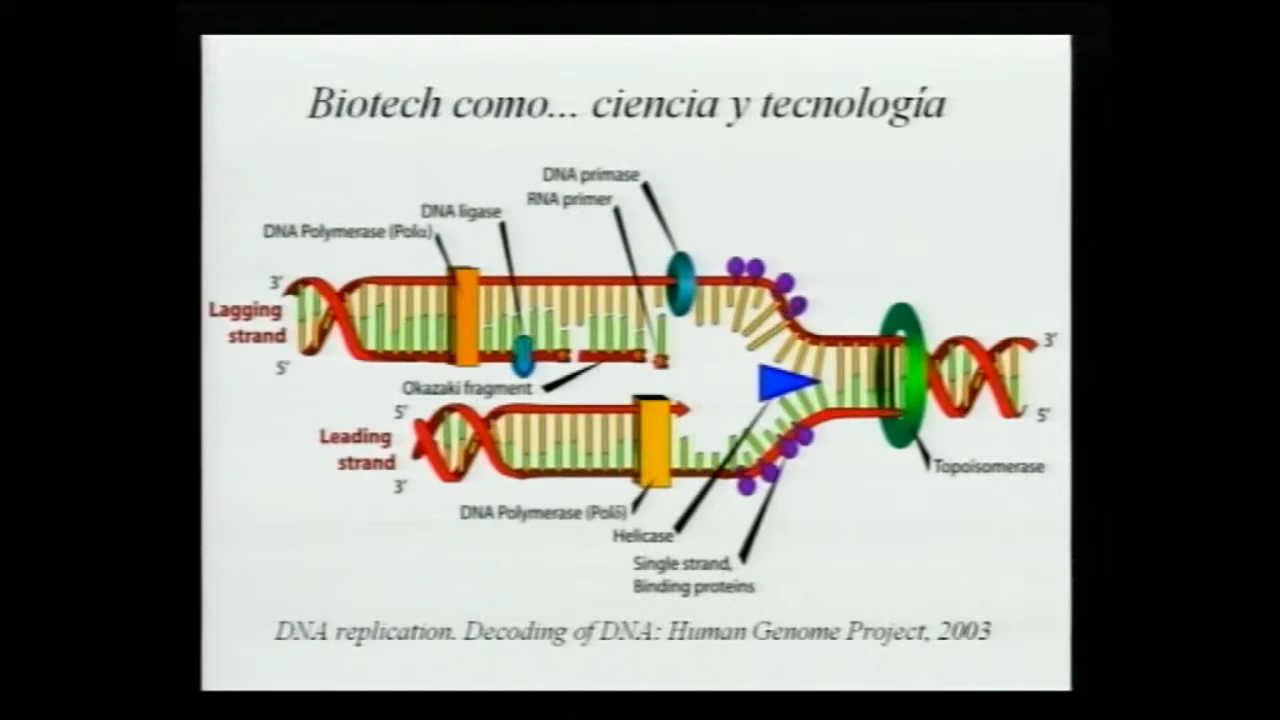 Biotech como... ciencia y tecnología
DNA primase
RNA primer
DNA ligase
DNA Polymerase (Polα)
3'
Lagging
strand
5'
3'
5'
Okazaki fragment
5'
Leading
strand
3'
Topoisomerase
DNA Polymerase (Polδ)
Helicase
Single strand,
Binding proteins
DNA replication. Decoding of DNA: Human Genome Project, 2003